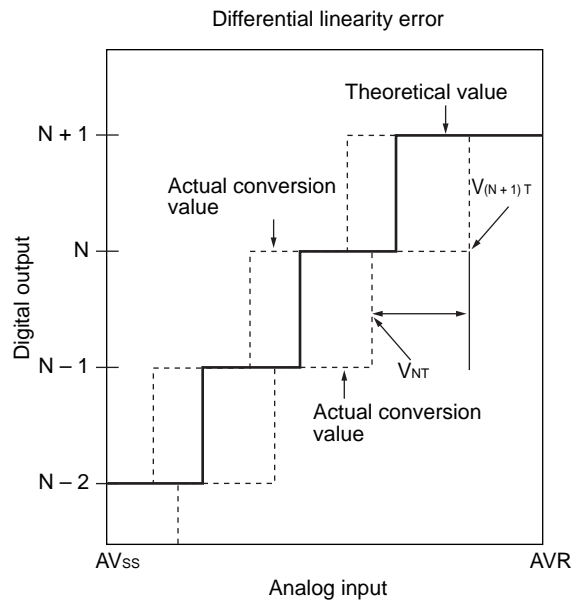 Differential linearity error
Theoretical value
N + 1
Actual conversion
value
V(N + 1) T
N
Digital output
N – 1
VNT
Actual conversion
value
N – 2
AVSS
AVR
Analog input